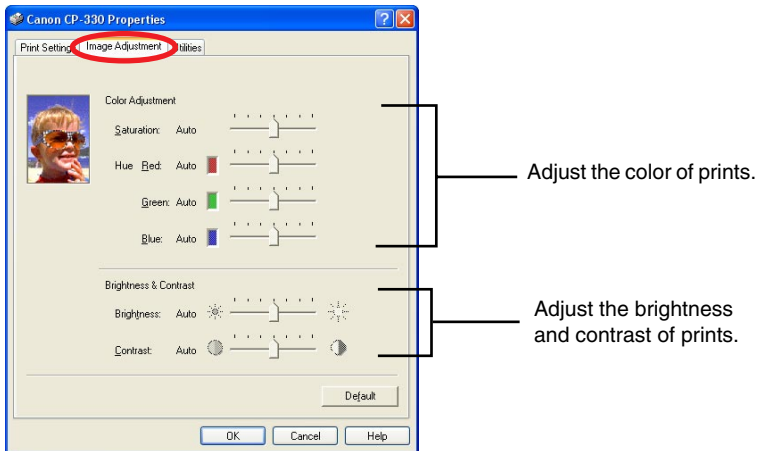 Canon CP-330 Properties
Print Setting Image Adjustment tilities
Color Adjustment
Saturation: Auto
Hue Red: Auto
Green: Auto
Blue: Auto
Adjust the color of prints.
Brightness & Contrast
Brightness: Auto
Contrast: Auto
Adjust the brightness
and contrast of prints.
Default
OK Cancel Help